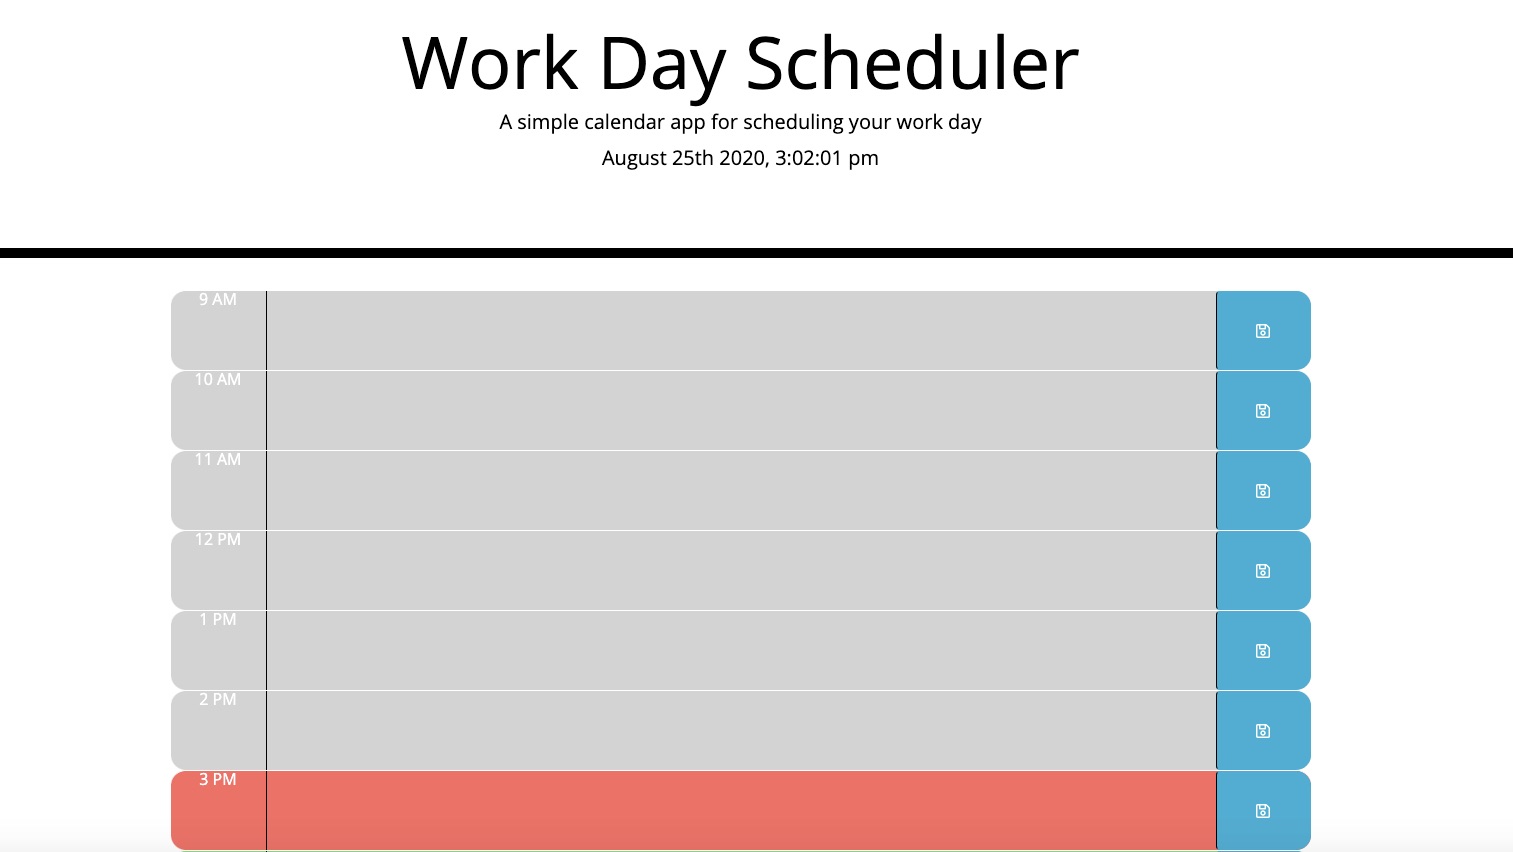 Work Day Scheduler
A simple calendar app for scheduling your work day
August 25th 2020, 3:02:01 pm
9 AM
10 AM
11 AM
12 PM
1 PM
2 PM
3 PM